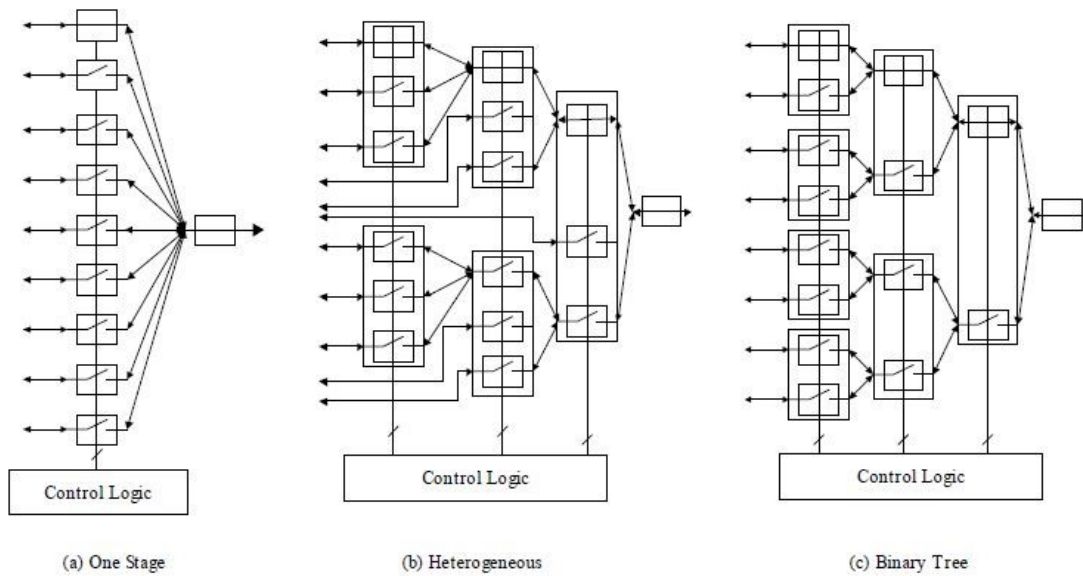 Control Logic
Control Logic
Control Logic
(a) One Stage
(b) Heterogeneous
(c) Binary Tree